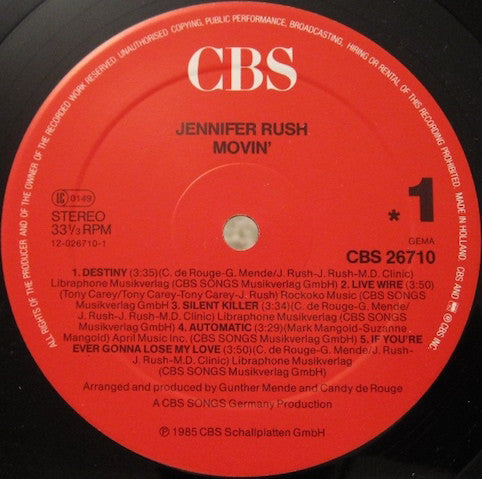 ALL RIGHTS OF THE PRODUCER AND OF THE OWNER OF THE RECORDED WORK RESERVED. UNAUTHORISED COPYING, PUBLIC PERFORMANCE, BROADCASTING, HIRING OR RENTAL OF THIS RECORDING PROHIBITED. MADE IN HOLLAND. CBS AND ® CBS INC.
CBS
JENNIFER RUSH
MOVIN'
LC 0149
STEREO
33⅓ RPM
12-026710-1
* 1
GEMA
CBS 26710
1. DESTINY (3:35)(C. de Rouge-G. Mende/J. Rush-J. Rush-M.D. Clinic)
Libraphone Musikverlag (CBS SONGS Musikverlag GmbH) 2. LIVE WIRE (3:50)
(Tony Carey/Tony Carey-Tony Carey-J. Rush) Rockoko Music (CBS SONGS
Musikverlag GmbH) 3. SILENT KILLER (3:34)(C. de Rouge-G. Mende/
J. Rush-J. Rush-M.D. Clinic) Libraphone Musikverlag (CBS SONGS
Musikverlag GmbH) 4. AUTOMATIC (3:29)(Mark Mangold-Suzanne
Mangold) April Music Inc. (CBS SONGS Musikverlag GmbH) 5. IF YOU'RE
EVER GONNA LOSE MY LOVE (3:50)(C. de Rouge-G. Mende/J. Rush-
J. Rush-M.D. Clinic) Libraphone Musikverlag
(CBS SONGS Musikverlag GmbH)
Arranged and produced by Gunther Mende and Candy de Rouge
A CBS SONGS Germany Production
℗ 1985 CBS Schallplatten GmbH